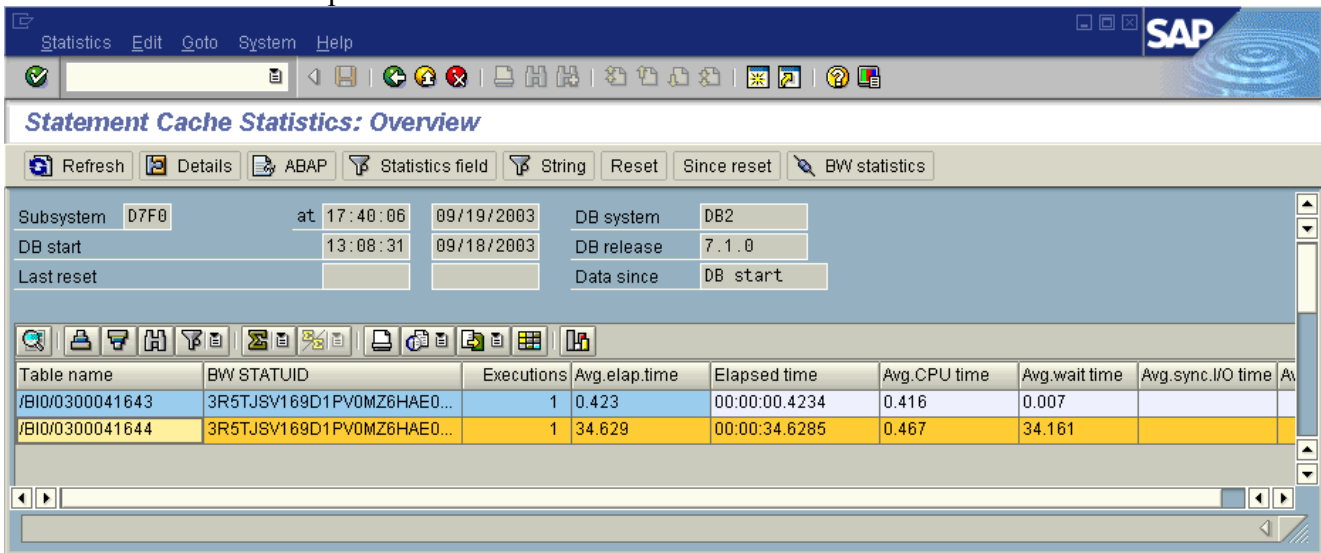 Statistics Edit Goto System Help
SAP
Statement Cache Statistics: Overview
Refresh Details ABAP Statistics field String Reset Since reset BW statistics
Subsystem D7F0 at 17:40:06 09/19/2003 DB system DB2
DB start 13:08:31 09/18/2003 DB release 7.1.0
Last reset Data since DB start
Table name BW STATUID Executions Avg.elap.time Elapsed time Avg.CPU time Avg.wait time Avg.sync.I/O time
/BI0/0300041643 3R5TJSV169D1PV0MZ6HAE0... 1 0.423 00:00:00.4234 0.416 0.007
/BI0/0300041644 3R5TJSV169D1PV0MZ6HAE0... 1 34.629 00:00:34.6285 0.467 34.161